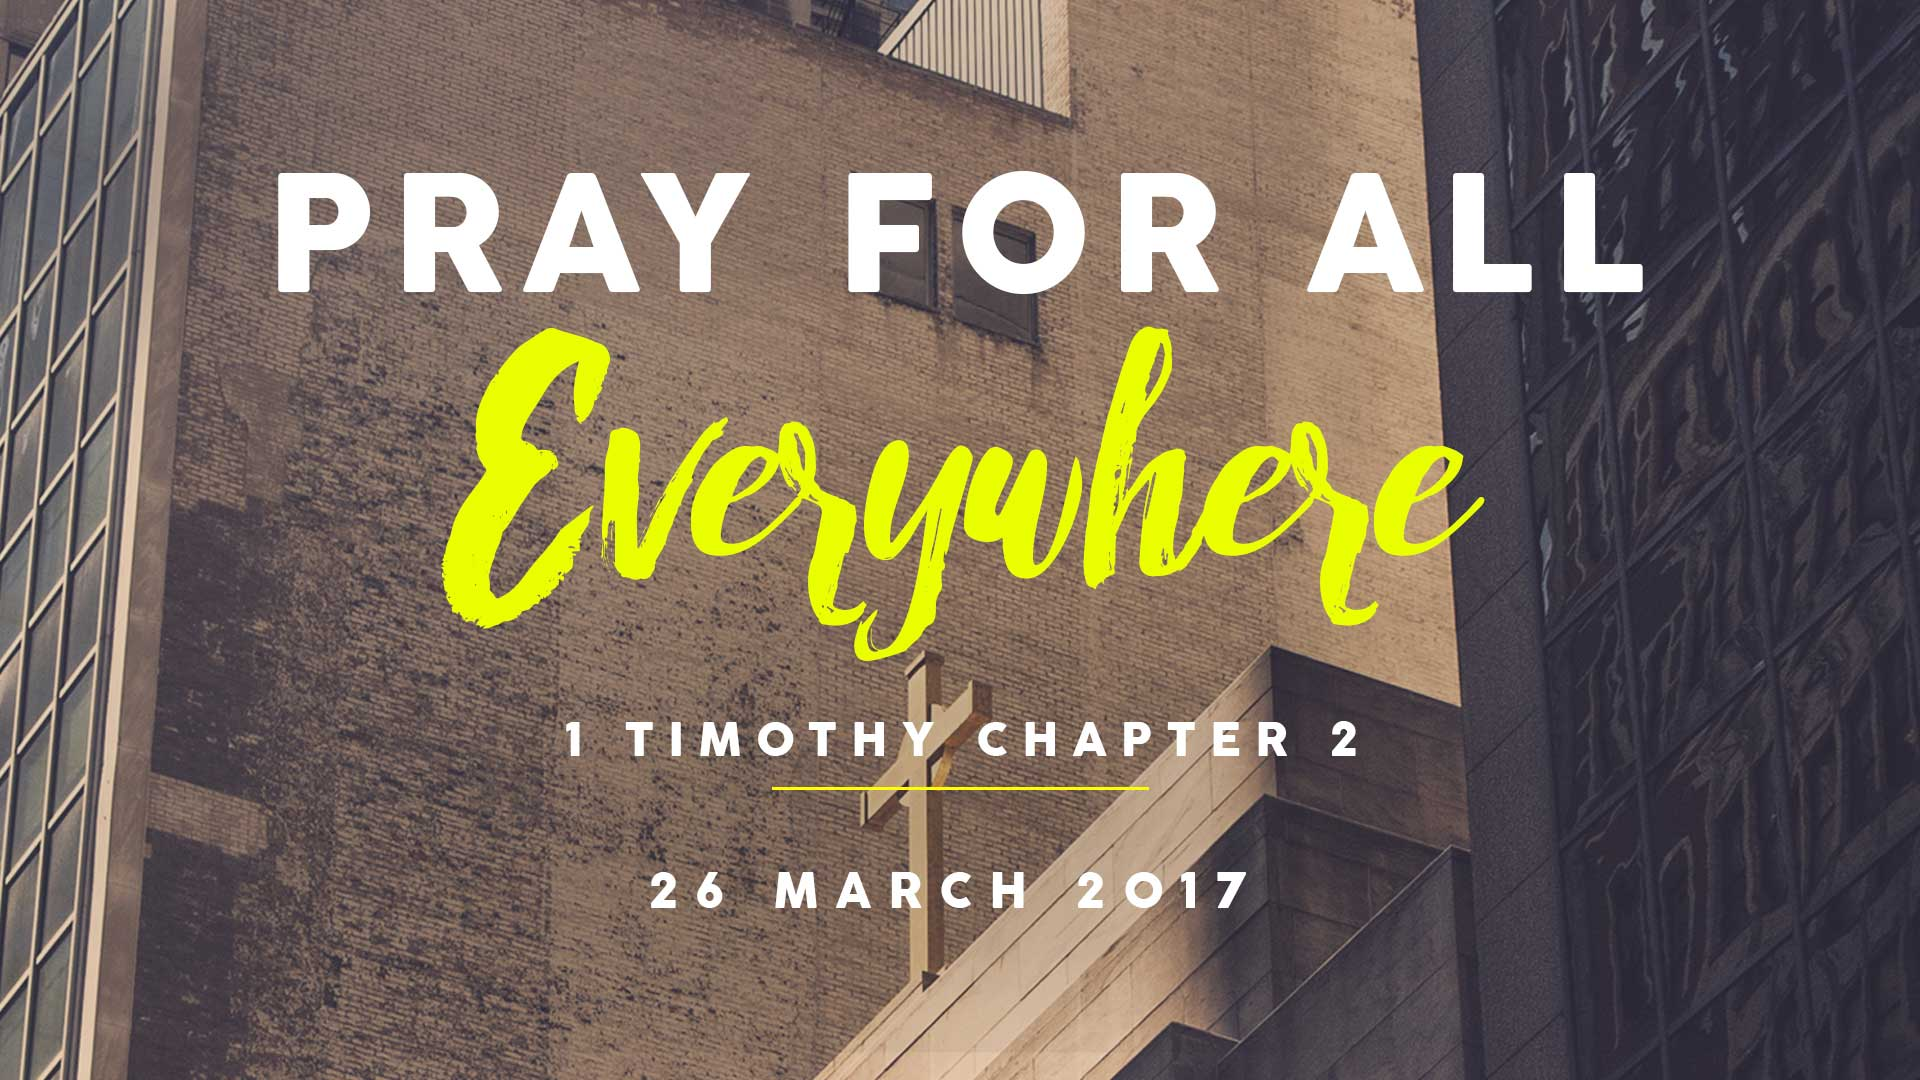 PRAY FOR ALL
Everywhere
1 TIMOTHY CHAPTER 2
26 MARCH 2017